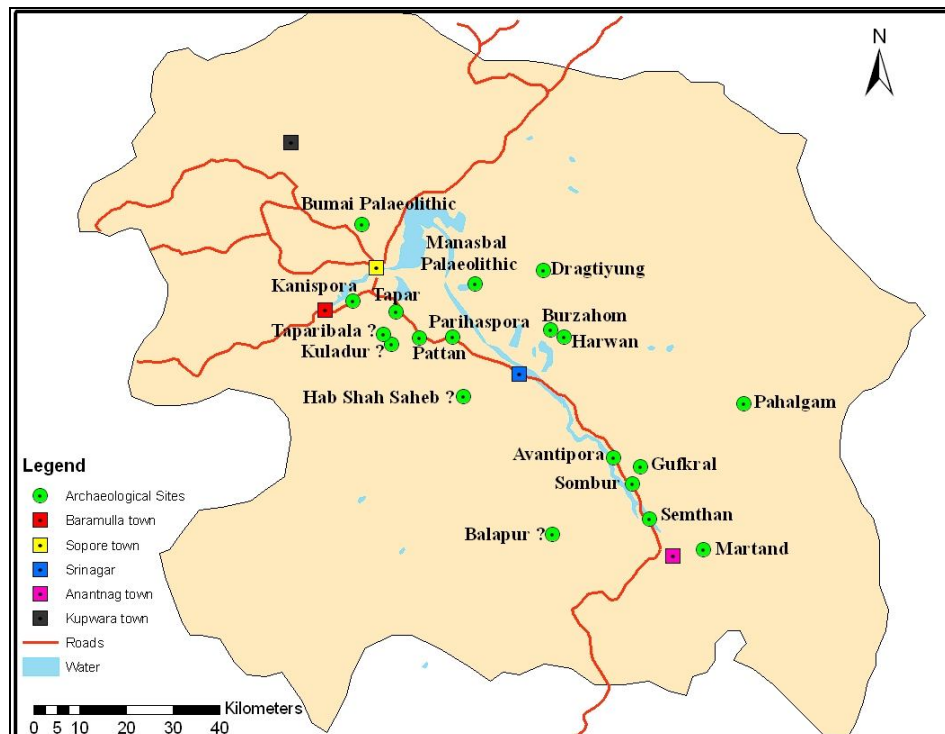 N
Bumai Palaeolithic
Manasbal
Palaeolithic
Dragtiyung
Kanispora
Tapar
Taparibala ?
Kuladur ?
Pattan
Parihaspora
Burzahom
Harwan
Hab Shah Saheb ?
Pahalgam
Avantipora
Gufkral
Sombur
Semthan
Balapur ?
Martand
Legend
Archaeological Sites
Baramulla town
Sopore town
Srinagar
Anantnag town
Kupwara town
Roads
Water
Kilometers
0 5 10 20 30 40